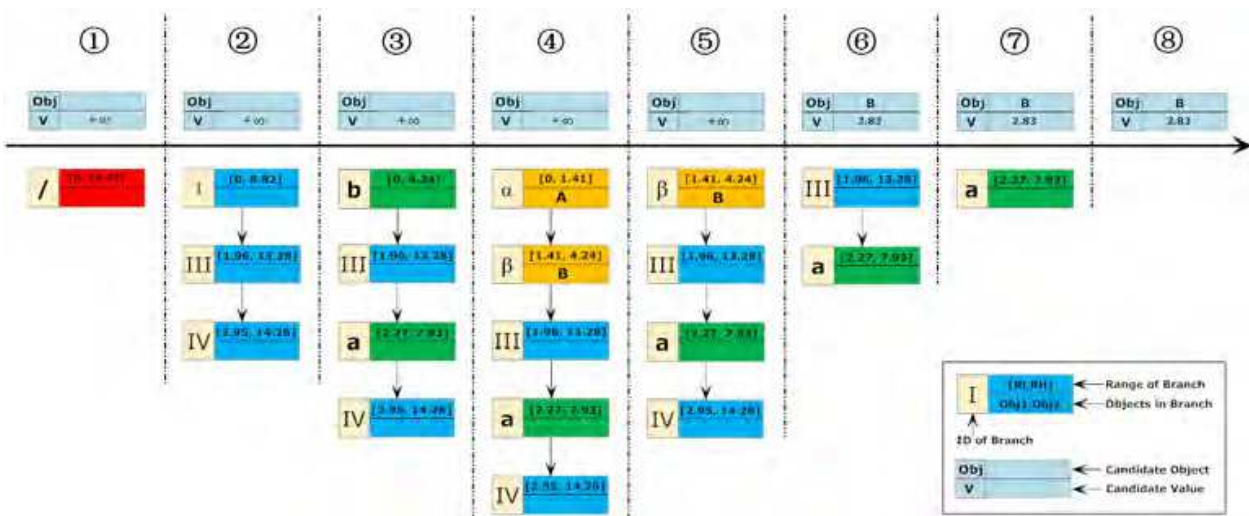 ① ② ③ ④ ⑤ ⑥ ⑦ ⑧
Obj Obj Obj Obj Obj Obj B Obj B Obj B
V +∞ V +∞ V +∞ V +∞ V +∞ V 2.83 V 2.83 V 2.83
/
I [0, 8.82]
b [0, 4.24]
α [0, 1.41]
A
β [1.41, 4.24]
B
III [1.96, 13.28]
a [2.27, 7.93]
III [1.96, 13.28]
III [1.96, 13.28]
β [1.41, 4.24]
B
III [1.96, 13.28]
a [2.27, 7.93]
IV [2.95, 14.26]
a [2.27, 7.93]
III [1.96, 13.28]
a [2.27, 7.93]
IV [2.95, 14.26]
a [2.27, 7.93]
IV [2.95, 14.26]
IV [2.95, 14.26]
I
[Rl,RH]
Range of Branch
Obj1 Obj2
Objects in Branch
ID of Branch
Obj
Candidate Object
V
Candidate Value